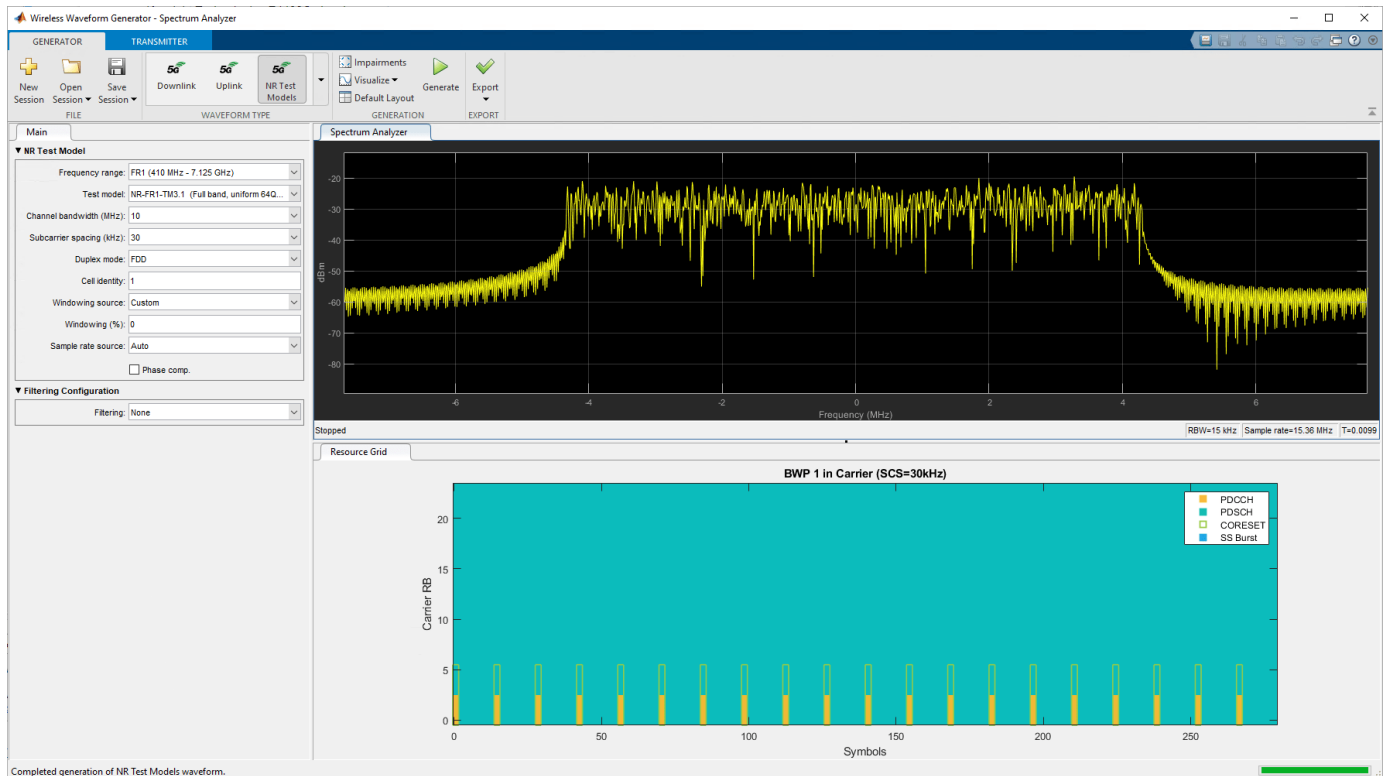 Wireless Waveform Generator - Spectrum Analyzer
GENERATOR
TRANSMITTER
New Session
Open Session
Save Session
FILE
5G Downlink
5G Uplink
5G NR Test Models
WAVEFORM TYPE
Impairments
Visualize
Default Layout
Generate
GENERATION
Export
EXPORT
Main
NR Test Model
Frequency range: FR1 (410 MHz - 7.125 GHz)
Test model: NR-FR1-TM3.1 (Full band, uniform 64Q...
Channel bandwidth (MHz): 10
Subcarrier spacing (kHz): 30
Duplex mode: FDD
Cell identity: 1
Windowing source: Custom
Windowing (%): 0
Sample rate source: Auto
Phase comp.
Filtering Configuration
Filtering: None
Spectrum Analyzer
-20
-30
-40
-50
-60
-70
-80
dBm
-6 -4 -2 0 2 4 6
Frequency (MHz)
Stopped
RBW=15 kHz Sample rate=15.36 MHz T=0.0099
Resource Grid
BWP 1 in Carrier (SCS=30kHz)
PDCCH
PDSCH
CORESET
SS Burst
20
15
10
5
0
Carrier RB
0 50 100 150 200 250
Symbols
Completed generation of NR Test Models waveform.